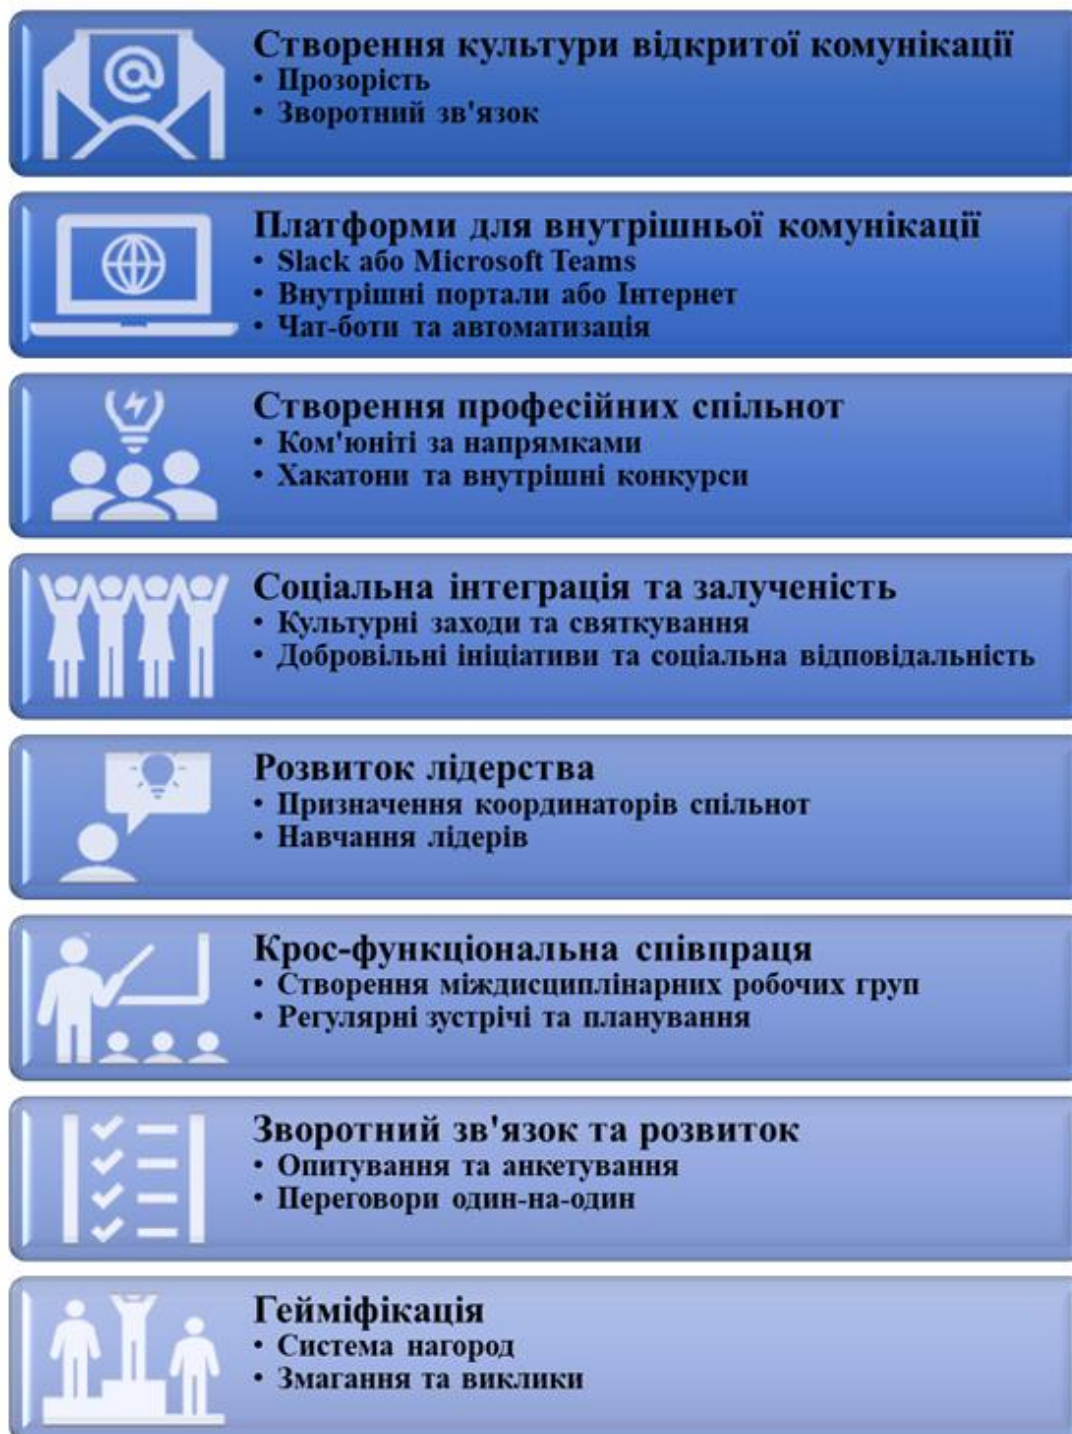 Створення культури відкритої комунікації
• Прозорість
• Зворотний зв'язок
Платформи для внутрішньої комунікації
• Slack або Microsoft Teams
• Внутрішні портали або Інтернет
• Чат-боти та автоматизація
Створення професійних спільнот
• Ком'юніті за напрямками
• Хакатони та внутрішні конкурси
Соціальна інтеграція та залученість
• Культурні заходи та святкування
• Добровільні ініціативи та соціальна відповідальність
Розвиток лідерства
• Призначення координаторів спільнот
• Навчання лідерів
Крос-функціональна співпраця
• Створення міждисциплінарних робочих груп
• Регулярні зустрічі та планування
Зворотний зв'язок та розвиток
• Опитування та анкетування
• Переговори один-на-один
Гейміфікація
• Система нагород
• Змагання та виклики